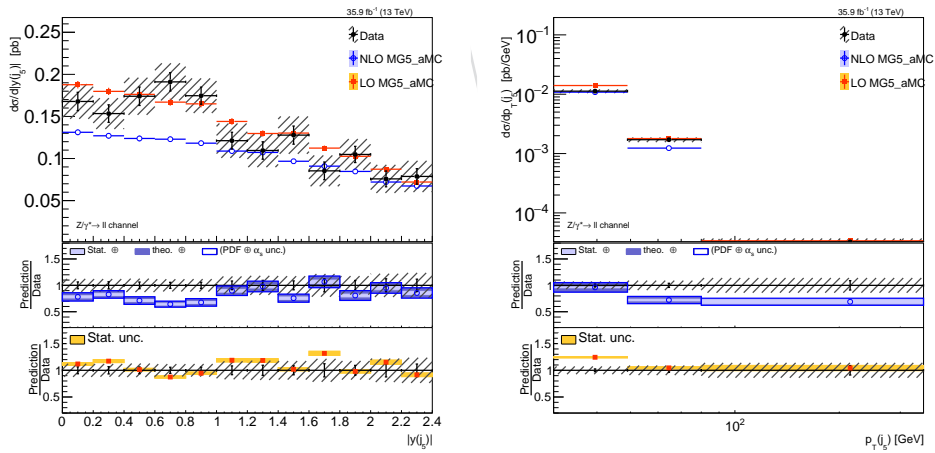 35.9 fb⁻¹ (13 TeV)
dσ/d|y(j₅)| [pb]
Data
NLO MG5_aMC
LO MG5_aMC
0.25
0.2
0.15
0.1
0.05
Z/γ*→ ll channel
Stat. ⊕ theo. ⊕ (PDF ⊕ αₛ unc.)
Prediction
Data
1.5
1
0.5
Stat. unc.
Prediction
Data
1.5
1
0.5
0 0.2 0.4 0.6 0.8 1 1.2 1.4 1.6 1.8 2 2.2 2.4
|y(j₅)|
35.9 fb⁻¹ (13 TeV)
dσ/dp_T(j₅) [pb/GeV]
Data
NLO MG5_aMC
LO MG5_aMC
10⁻¹
10⁻²
10⁻³
10⁻⁴
Z/γ*→ ll channel
Stat. ⊕ theo. ⊕ (PDF ⊕ αₛ unc.)
Prediction
Data
1.5
1
0.5
Stat. unc.
Prediction
Data
1.5
1
0.5
10²
p_T(j₅) [GeV]